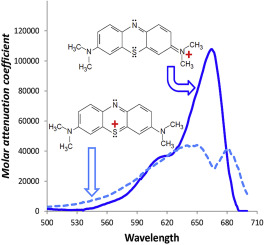 Molar attenuation coefficient
120000
N
CH₃
H₃C
N
S
N
+
CH₃
CH₃
100000
80000
N
CH₃
H₃C
N
+
S
N
CH₃
CH₃
60000
40000
20000
0
500 530 560 590 620 650 680 710
Wavelength